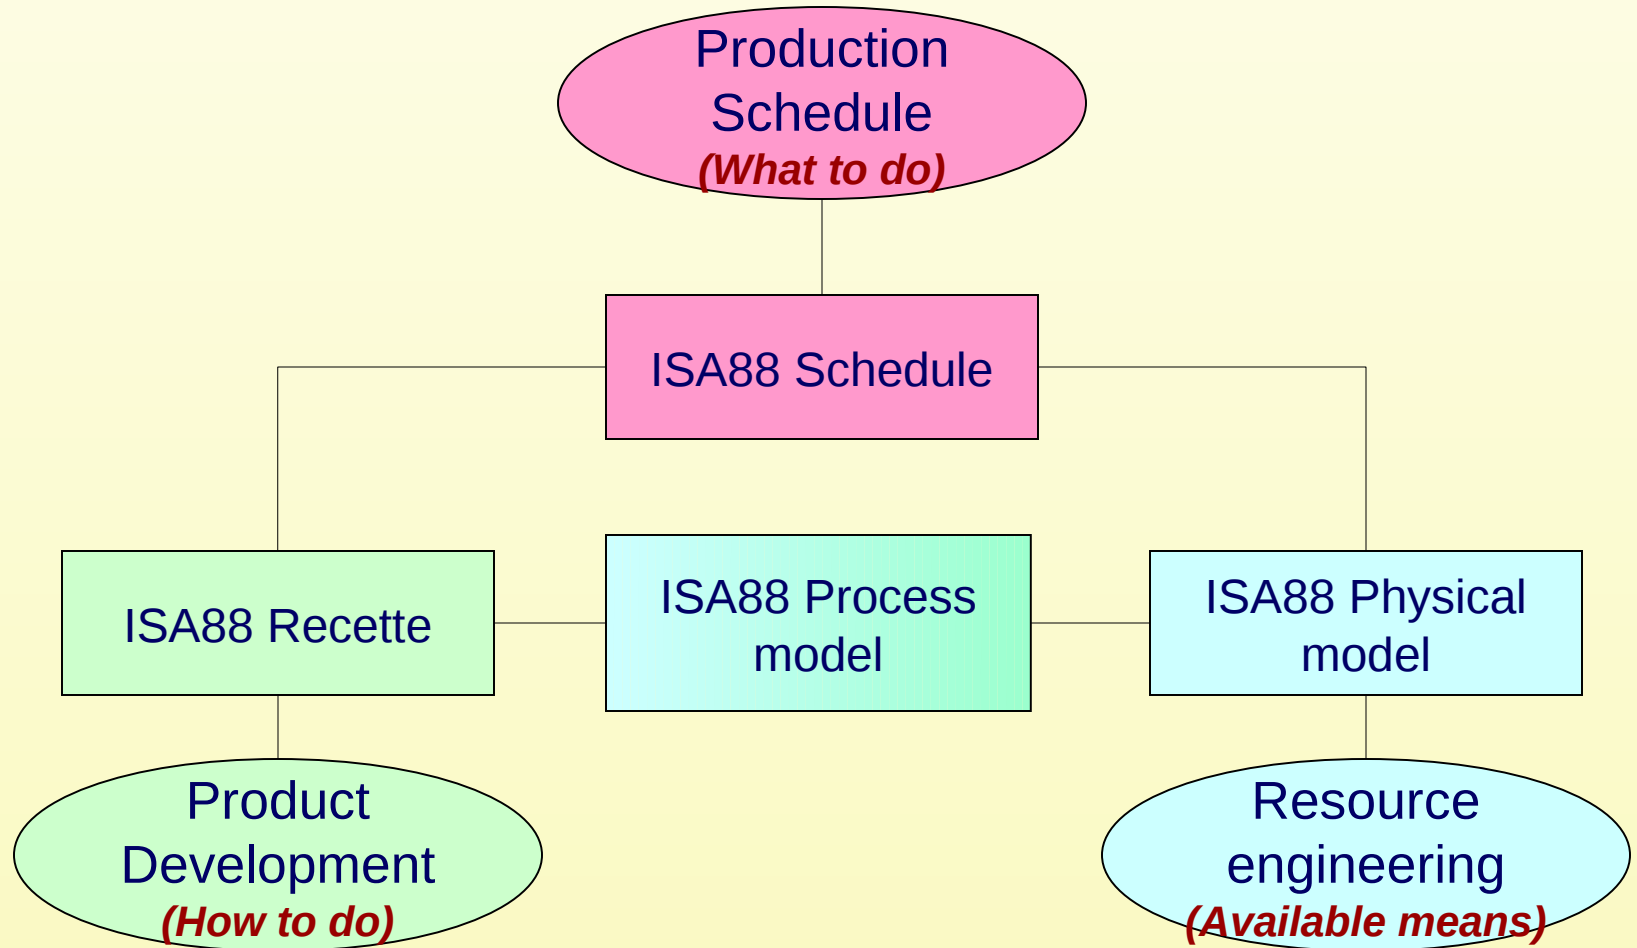 Production
Schedule
(What to do)
ISA88 Schedule
ISA88 Recette
ISA88 Process
model
ISA88 Physical
model
Product
Development
(How to do)
Resource
engineering
(Available means)